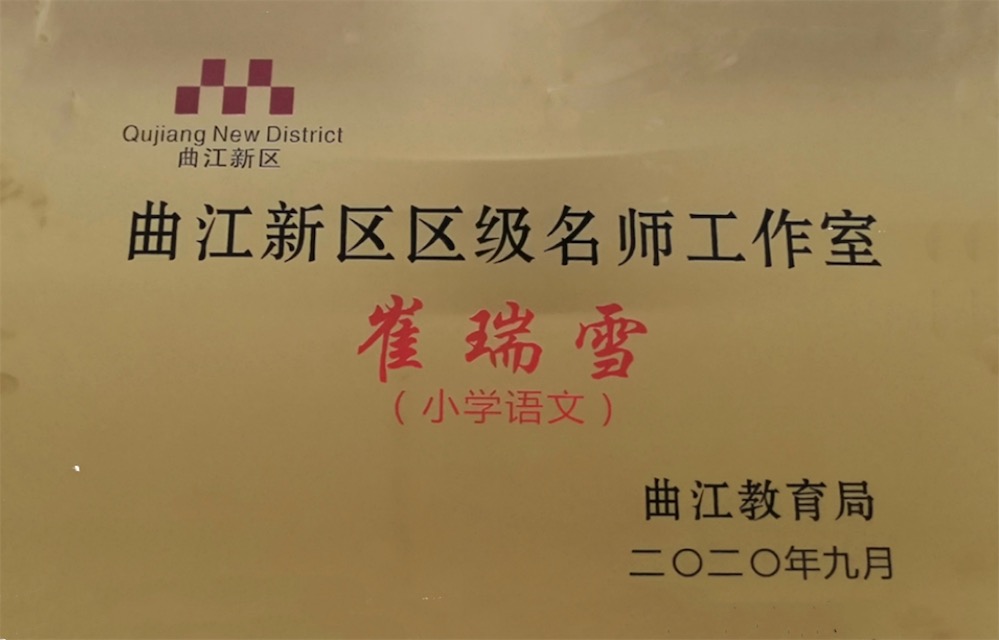 Qujiang New District
曲江新区
曲江新区区级名师工作室
崔瑞雪
（小学语文）
曲江教育局
二〇二〇年九月